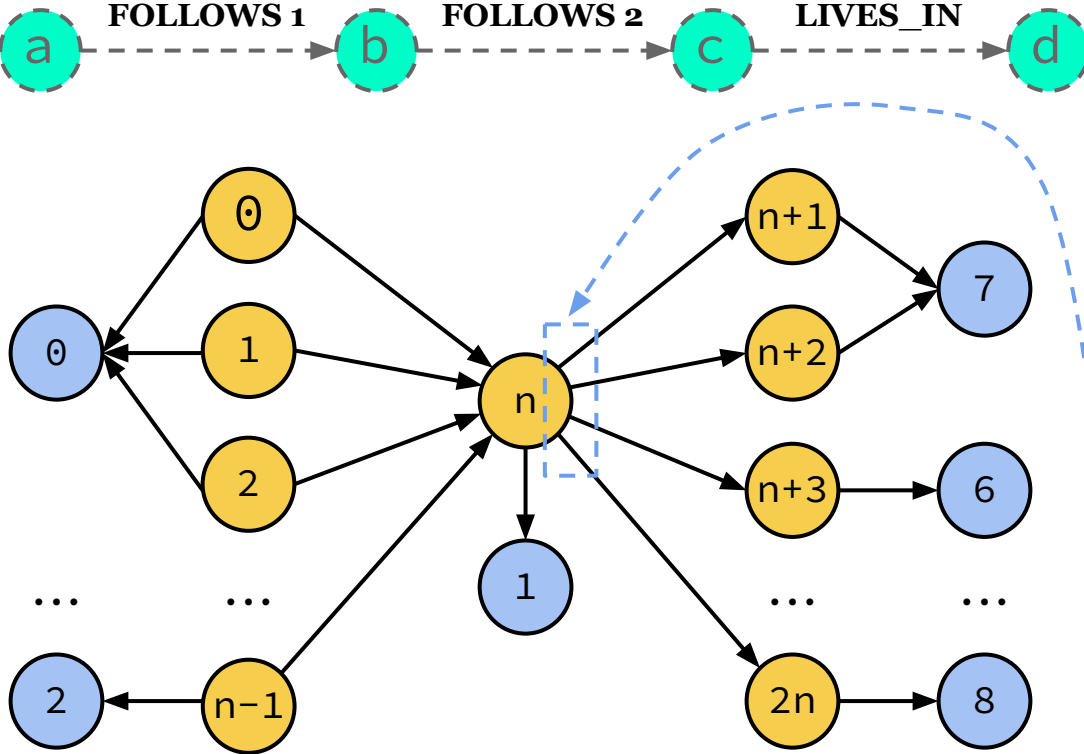 FOLLOWS 1 FOLLOWS 2 LIVES_IN
a b c d
0 n+1
7
0 1 n+2
n
2 n+3 6
1
... ... ... ...
2 n-1 2n 8